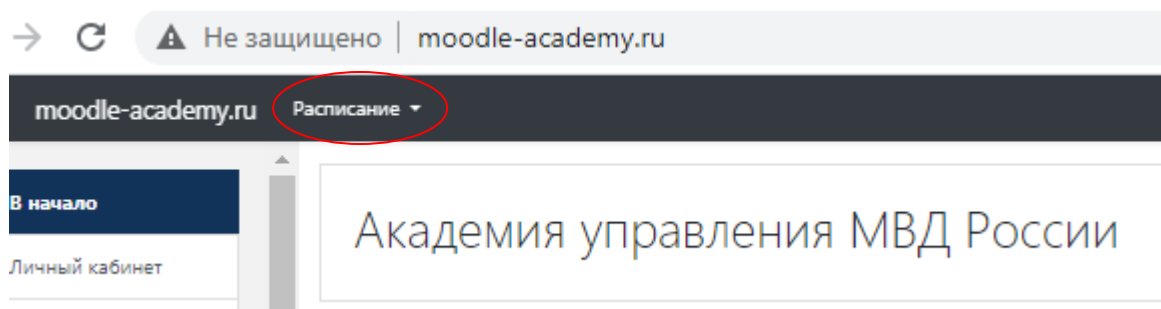 Не защищено | moodle-academy.ru
moodle-academy.ru Расписание
В начало
Академия управления МВД России
Личный кабинет